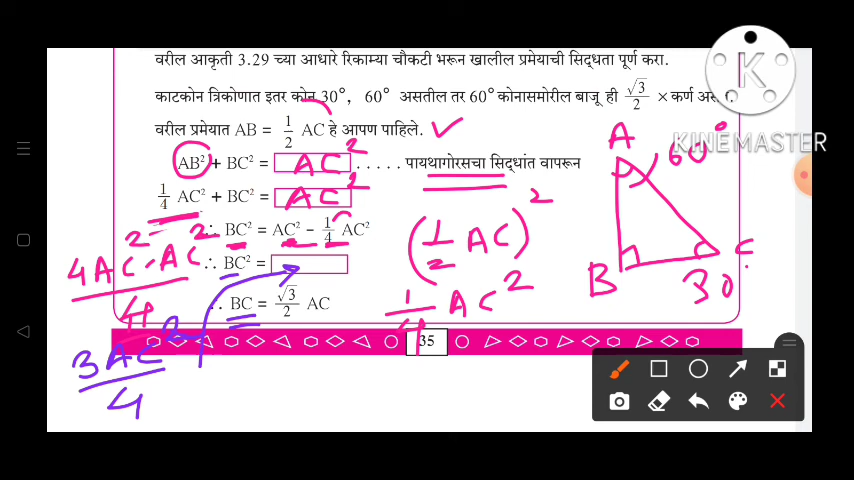 वरील आकृती 3.29 च्या आधारे रिकाम्या चौकटी भरून खालील प्रमेयाची सिद्धता पूर्ण करा.
काटकोन त्रिकोणात इतर कोन 30°, 60° असतील तर 60° कोनासमोरील बाजू ही √3/2 × कर्ण
वरील प्रमेयात AB = 1/2 AC हे आपण पाहिले. ✓
AB² + BC² = AC² ..... पायथागोरसचा सिद्धांत वापरून
1/4 AC² + BC² = AC²
∴ BC² = AC² − 1/4 AC²
∴ BC² =
∴ BC = √3/2 AC
(1/2 AC)²
1/4 AC²
4AC² - AC² / 4
3AC² / 4
A
60°
B
C
30
35
K
KINEMASTER